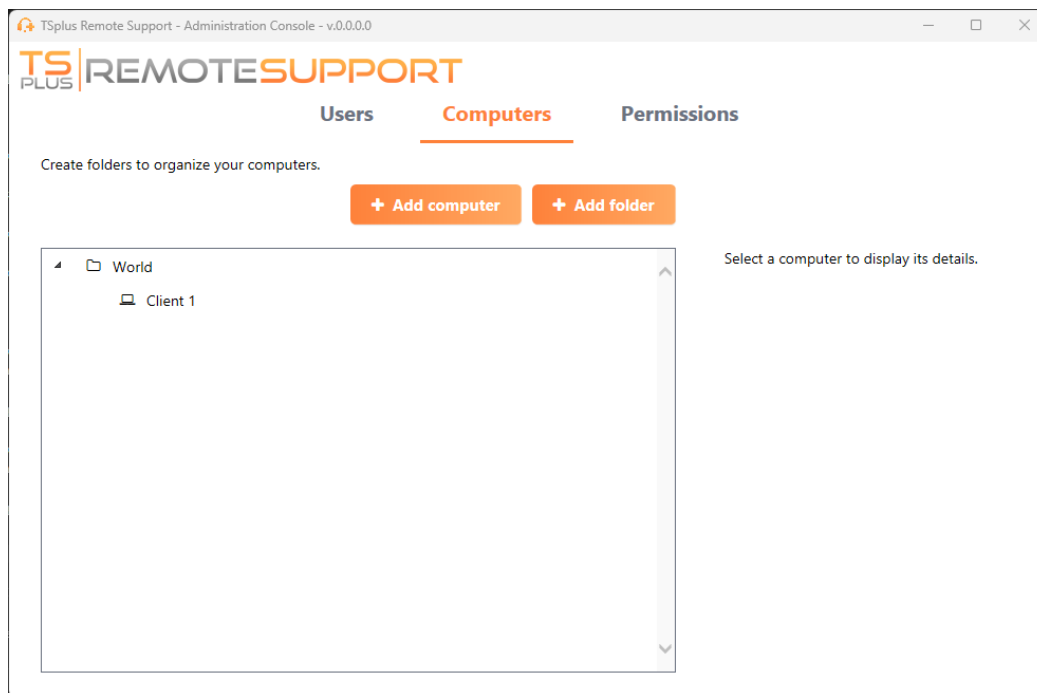 TSplus Remote Support - Administration Console - v.0.0.0.0
TS PLUS REMOTESUPPORT
Users Computers Permissions
Create folders to organize your computers.
+ Add computer + Add folder
World
Select a computer to display its details.
Client 1